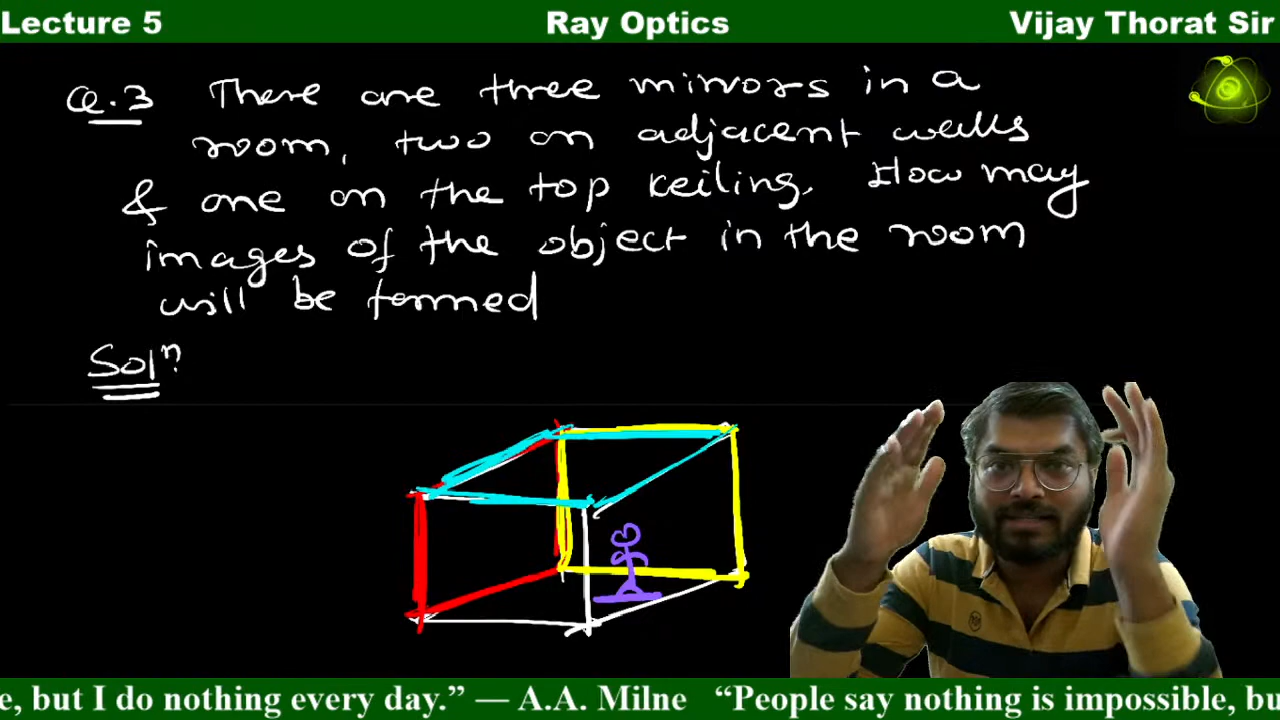 Lecture 5 Ray Optics Vijay Thorat Sir
Q.3 There are three mirrors in a
room, two on adjacent walls
& one on the top keiling. How may
images of the object in the room
will be formed
Solⁿ:
e, but I do nothing every day.” — A.A. Milne “People say nothing is impossible, bu